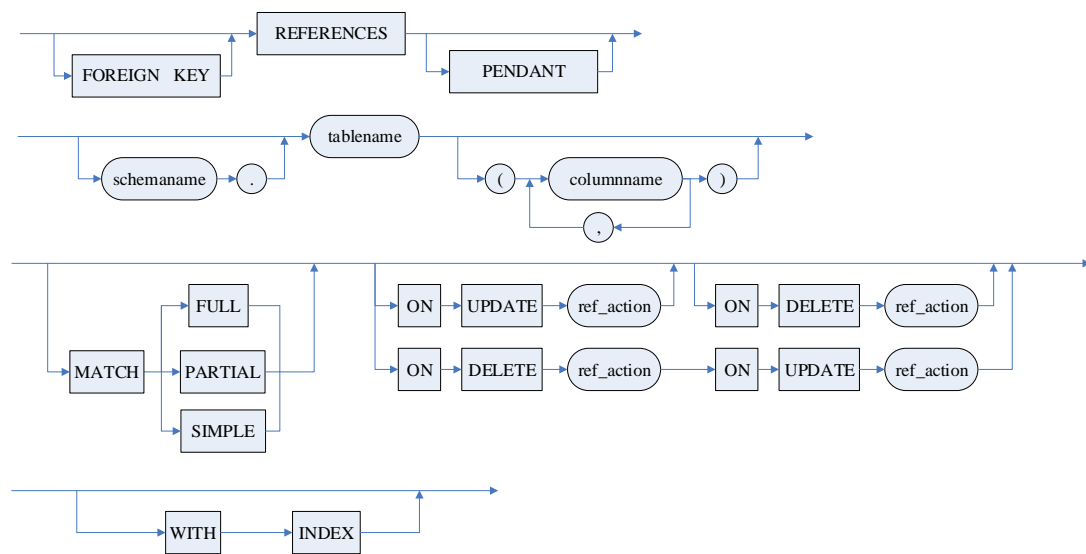 REFERENCES
FOREIGN KEY
PENDANT
tablename
schemaname .
( columnname )
,
FULL
ON UPDATE ref_action ON DELETE ref_action
MATCH PARTIAL
ON DELETE ref_action ON UPDATE ref_action
SIMPLE
WITH INDEX